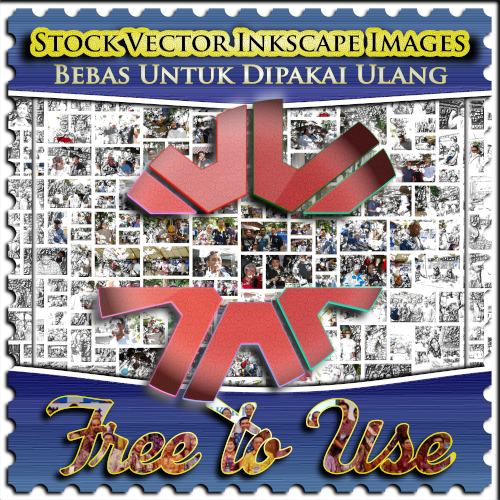 Stock Vector Inkscape Images
Bebas Untuk Dipakai Ulang
Free to Use